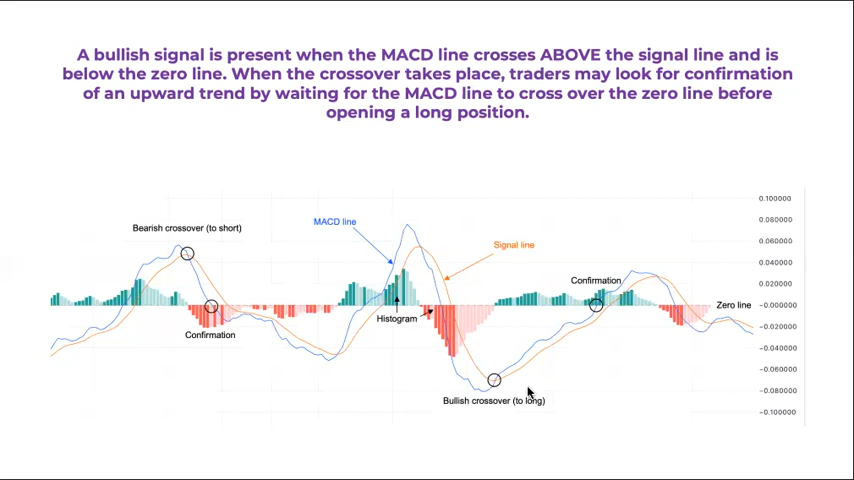 A bullish signal is present when the MACD line crosses ABOVE the signal line and is
below the zero line. When the crossover takes place, traders may look for confirmation
of an upward trend by waiting for the MACD line to cross over the zero line before
opening a long position.
0.100000
0.080000
MACD line
Bearish crossover (to short)
0.060000
Signal line
0.040000
Confirmation
0.020000
Zero line
−0.000000
Histogram
−0.020000
Confirmation
−0.040000
−0.060000
−0.080000
Bullish crossover (to long)
−0.100000